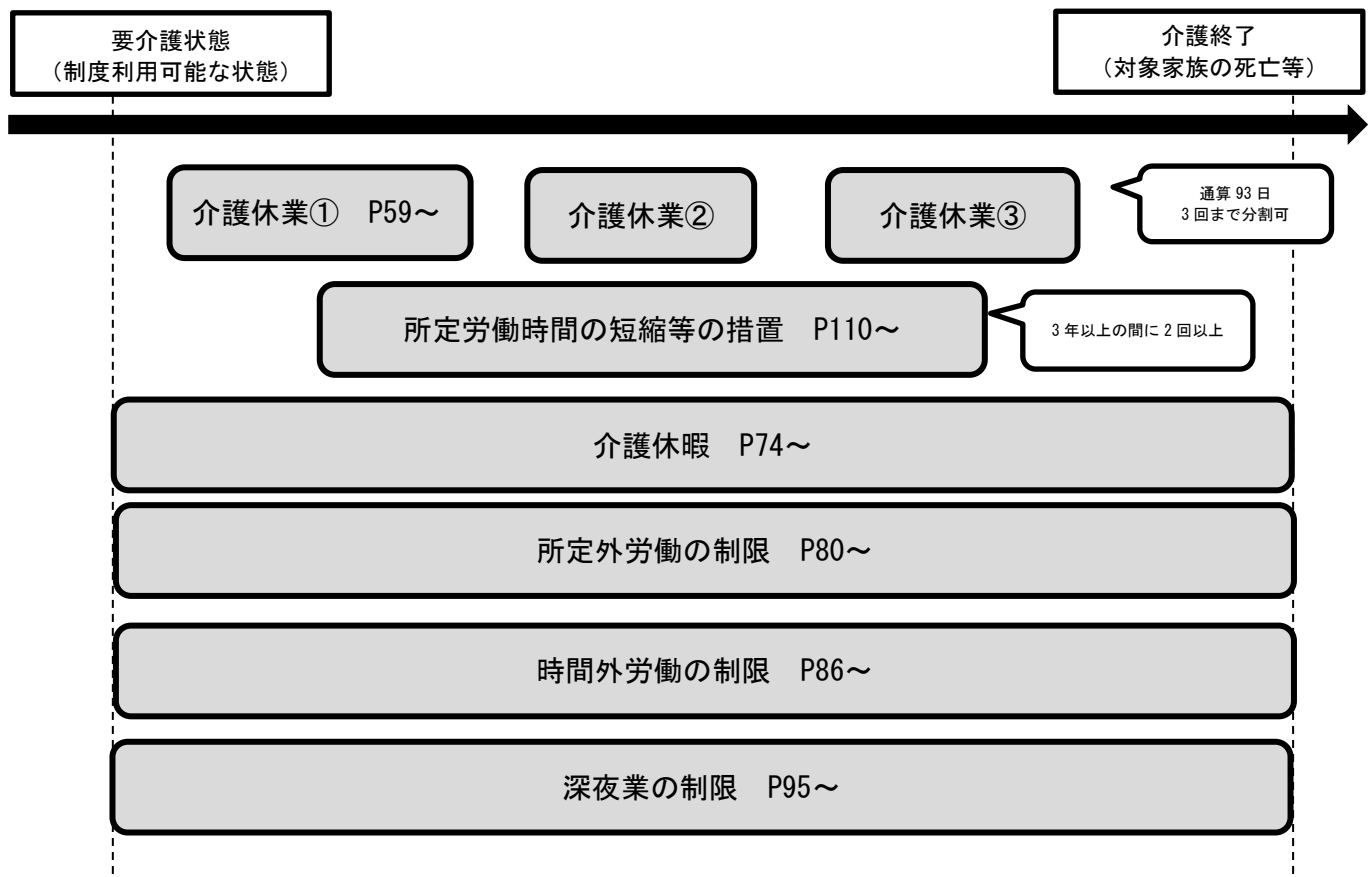 要介護状態
（制度利用可能な状態）
介護終了
（対象家族の死亡等）
介護休業①　P59～
介護休業②
介護休業③
通算 93 日
3 回まで分割可
所定労働時間の短縮等の措置　P110～
3 年以上の間に 2 回以上
介護休暇　P74～
所定外労働の制限　P80～
時間外労働の制限　P86～
深夜業の制限　P95～